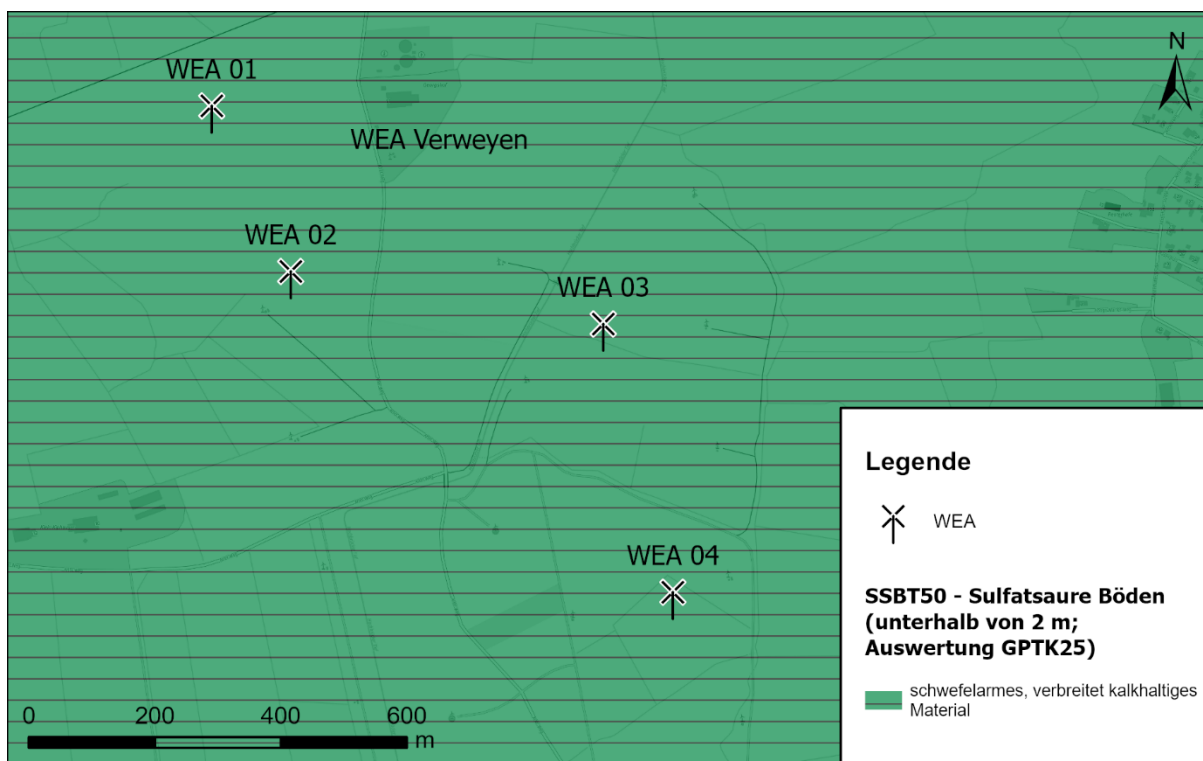 N
WEA 01
WEA Verweyen
WEA 02
WEA 03
WEA 04
Legende
WEA
SSBT50 - Sulfatsaure Böden
(unterhalb von 2 m;
Auswertung GPTK25)
schwefelarmes, verbreitet kalkhaltiges
Material
0 200 400 600
m